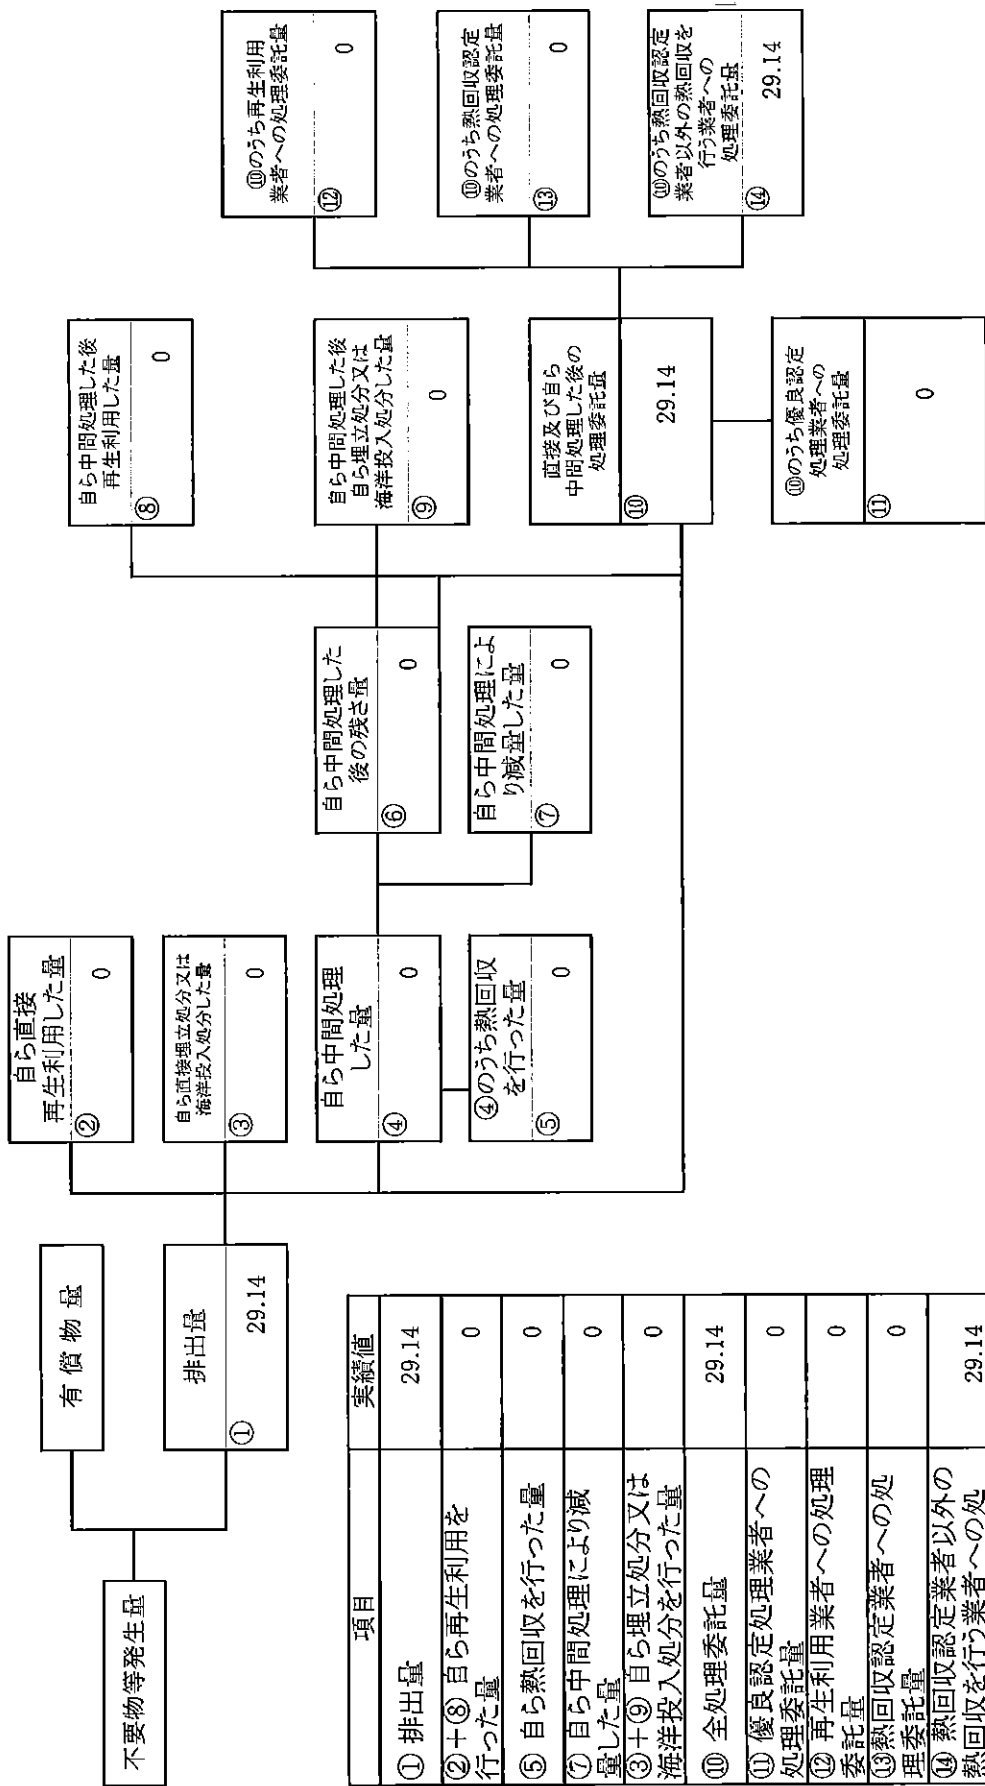 不要物等発生量
有償物量
排出量
①
29.14
自ら直接
再生利用した量
②
0
自ら直接埋立処分又は
海洋投入処分した量
③
0
自ら中間処理
した量
④
0
④のうち熱回収
を行った量
⑤
0
自ら中間処理した
後の残さ量
⑥
0
自ら中間処理によ
り減量した量
⑦
0
自ら中間処理した後
再生利用した量
⑧
0
自ら中間処理した後
自ら埋立処分又は
海洋投入処分した量
⑨
0
直接及び自ら
中間処理した後の
処理委託量
⑩
29.14
⑩のうち優良認定
処理業者への
処理委託量
⑪
0
⑩のうち再生利用
業者への処理委託量
⑫
0
⑩のうち熱回収認定
業者への処理委託量
⑬
0
⑩のうち熱回収認定
業者以外の熱回収を
行う業者への
処理委託量
⑭
29.14
項目 実績値
① 排出量 29.14
②+⑧ 自ら再生利用を
行った量 0
⑤ 自ら熱回収を行った量 0
⑦ 自ら中間処理により減
量した量 0
③+⑨ 自ら埋立処分又は
海洋投入処分を行った量 0
⑩ 全処理委託量 29.14
⑪ 優良認定処理業者への
処理委託量 0
⑫ 再生利用業者への処理
委託量 0
⑬熱回収認定業者への処
理委託量 0
⑭ 熱回収認定業者以外の
熱回収を行う業者への処 29.14